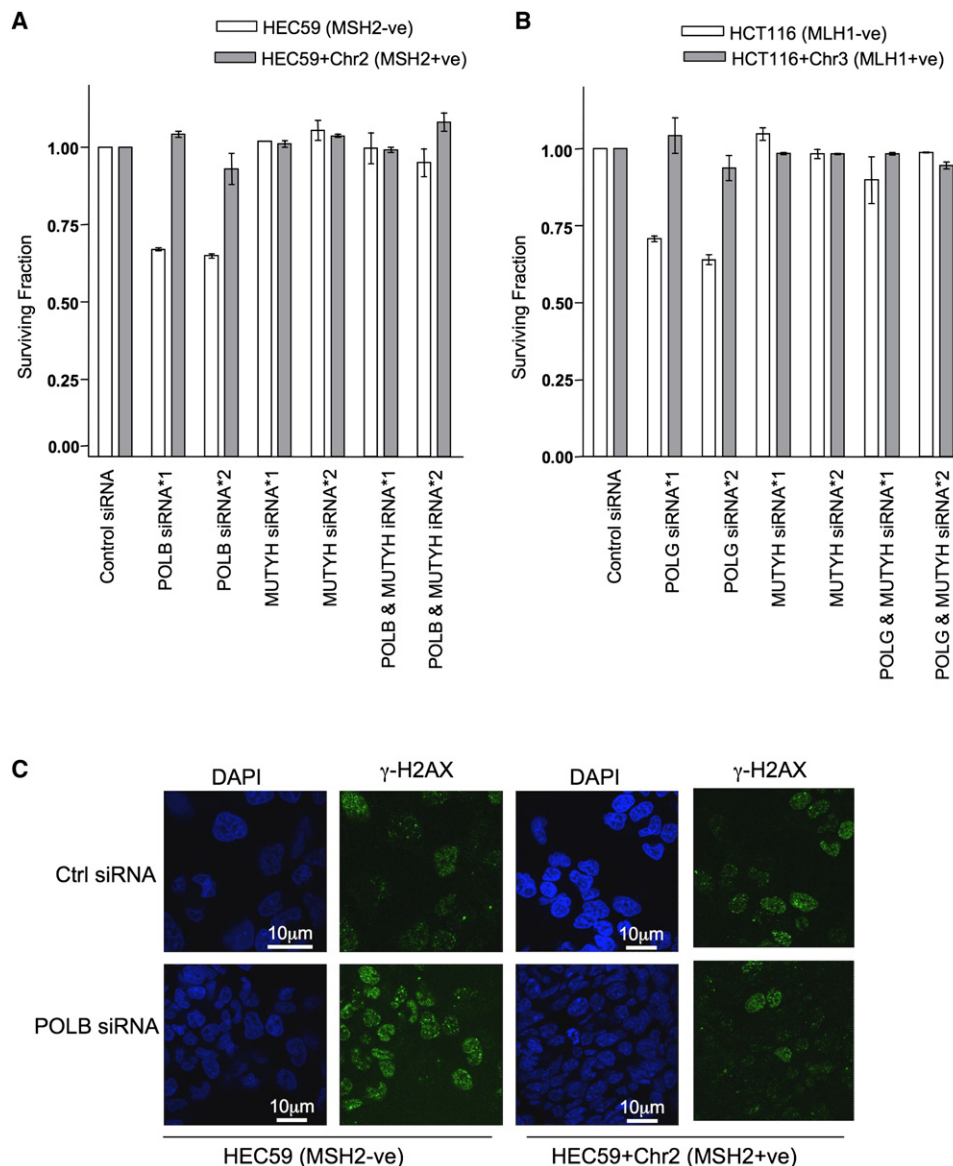 A
HEC59 (MSH2-ve)
HEC59+Chr2 (MSH2+ve)
Surviving Fraction
1.00
0.75
0.50
0.25
0.00
Control siRNA
POLB siRNA*1
POLB siRNA*2
MUTYH siRNA*1
MUTYH siRNA*2
POLB & MUTYH iRNA*1
POLB & MUTYH iRNA*2
B
HCT116 (MLH1-ve)
HCT116+Chr3 (MLH1+ve)
Surviving Fraction
1.00
0.75
0.50
0.25
0.00
Control siRNA
POLG siRNA*1
POLG siRNA*2
MUTYH siRNA*1
MUTYH siRNA*2
POLG & MUTYH siRNA*1
POLG & MUTYH siRNA*2
C
DAPI
γ-H2AX
DAPI
γ-H2AX
Ctrl siRNA
10μm
10μm
POLB siRNA
10μm
10μm
HEC59 (MSH2-ve)
HEC59+Chr2 (MSH2+ve)